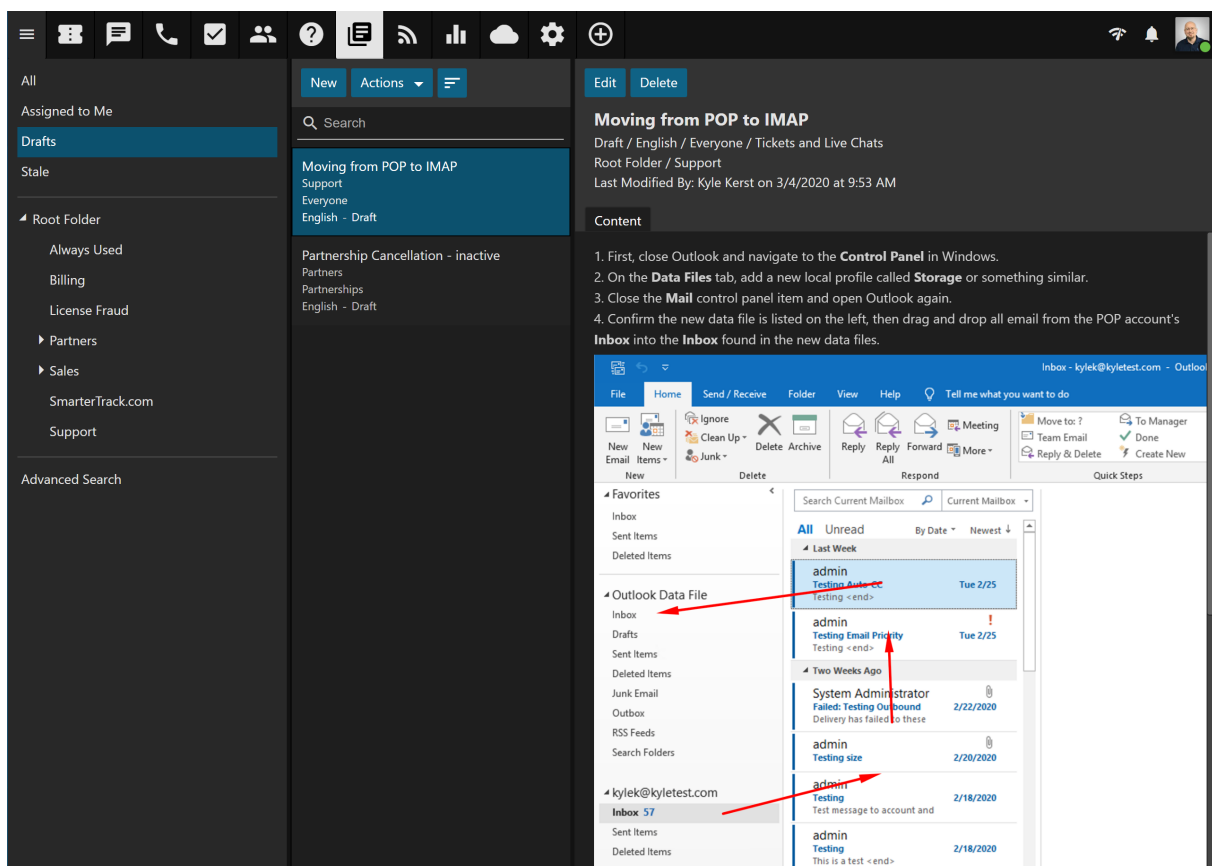 All
Assigned to Me
Drafts
Stale
Root Folder
Always Used
Billing
License Fraud
Partners
Sales
SmarterTrack.com
Support
Advanced Search
New Actions
Search
Moving from POP to IMAP
Support
Everyone
English - Draft
Partnership Cancellation - inactive
Partners
Partnerships
English - Draft
Edit Delete
Moving from POP to IMAP
Draft / English / Everyone / Tickets and Live Chats
Root Folder / Support
Last Modified By: Kyle Kerst on 3/4/2020 at 9:53 AM
Content
1. First, close Outlook and navigate to the Control Panel in Windows.
2. On the Data Files tab, add a new local profile called Storage or something similar.
3. Close the Mail control panel item and open Outlook again.
4. Confirm the new data file is listed on the left, then drag and drop all email from the POP account's
Inbox into the Inbox found in the new data files.
Inbox - kylek@kyletest.com - Outloo
File Home Send / Receive Folder View Help Tell me what you want to do
New Email
New Items
Ignore
Clean Up
Junk
Delete
Archive
Reply
Reply All
Forward
Meeting
More
Move to: ?
Team Email
Reply & Delete
To Manager
Done
Create New
New Delete Respond Quick Steps
Favorites
Inbox
Sent Items
Deleted Items
Outlook Data File
Inbox
Drafts
Sent Items
Deleted Items
Junk Email
Outbox
RSS Feeds
Search Folders
kylek@kyletest.com
Inbox 57
Sent Items
Deleted Items
Search Current Mailbox Current Mailbox
All Unread By Date Newest
Last Week
admin
Testing Auto-CC Tue 2/25
Testing <end>
admin
Testing Email Priority Tue 2/25
Testing <end>
Two Weeks Ago
System Administrator
Failed: Testing Outbound 2/22/2020
Delivery has failed to these
admin
Testing size 2/20/2020
admin
Testing 2/18/2020
Test message to account and
admin
Testing 2/18/2020
This is a test <end>